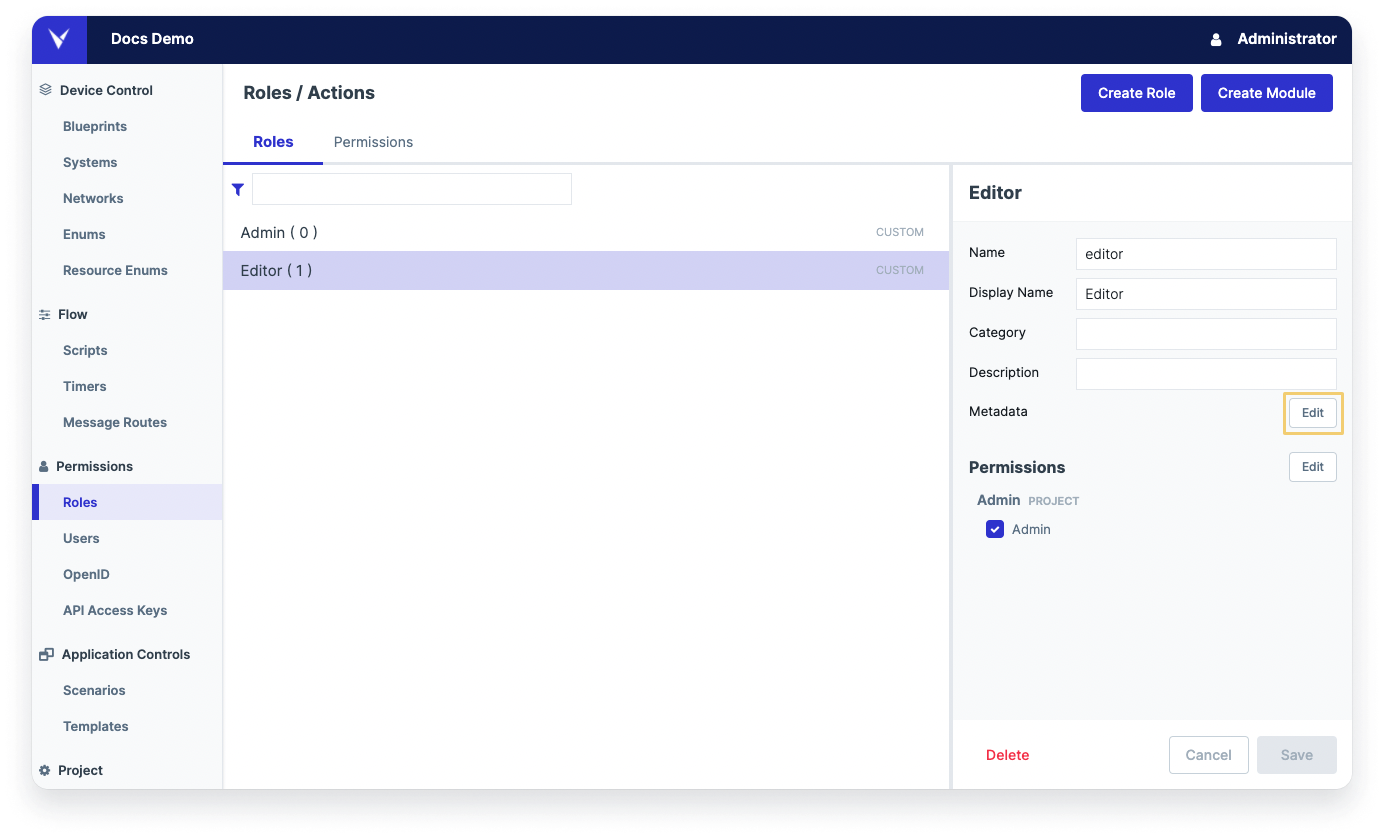 Docs Demo
Administrator
Device Control
Blueprints
Systems
Networks
Enums
Resource Enums
Flow
Scripts
Timers
Message Routes
Permissions
Roles
Users
OpenID
API Access Keys
Application Controls
Scenarios
Templates
Project
Roles / Actions
Create Role
Create Module
Roles
Permissions
Admin ( 0 )
CUSTOM
Editor ( 1 )
CUSTOM
Editor
Name
editor
Display Name
Editor
Category
Description
Metadata
Edit
Permissions
Edit
Admin PROJECT
Admin
Delete
Cancel
Save